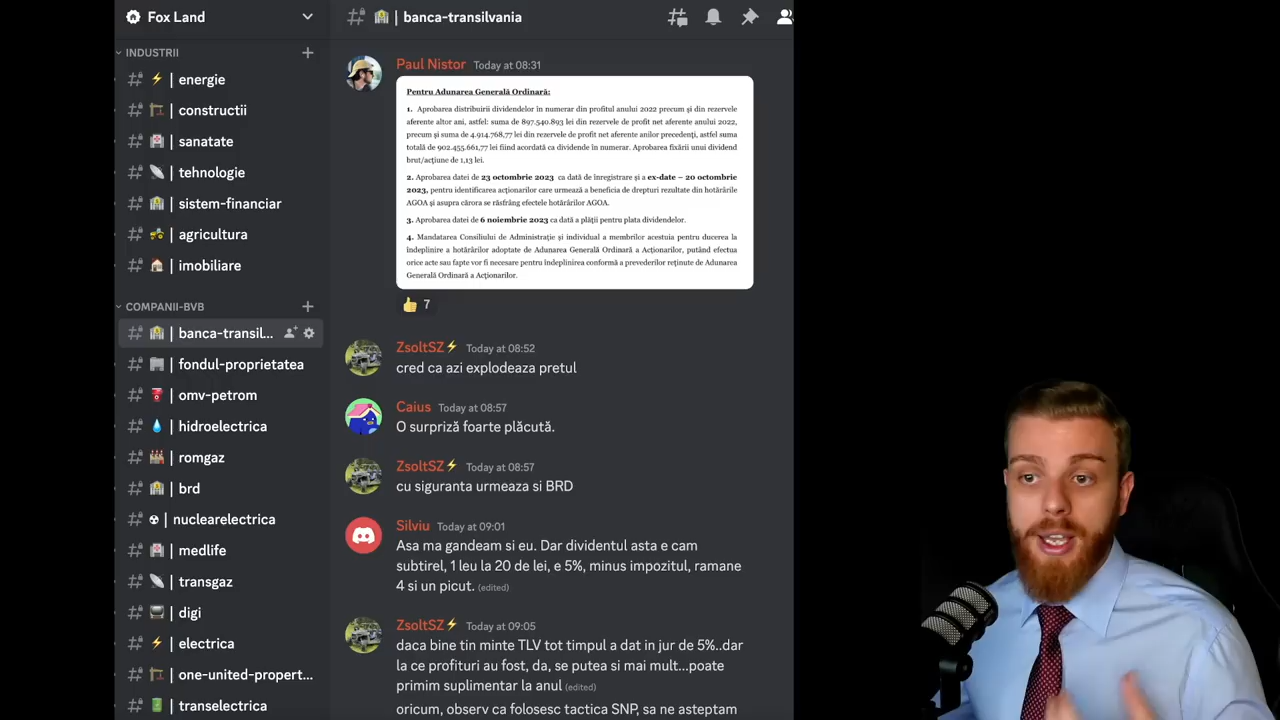 Fox Land
INDUSTRII
| energie
| constructii
| sanatate
| tehnologie
| sistem-financiar
| agricultura
| imobiliare
COMPANII-BVB
| banca-transil...
| fondul-proprietatea
| omv-petrom
| hidroelectrica
| romgaz
| brd
| nuclearelectrica
| medlife
| transgaz
| digi
| electrica
| one-united-propert...
| transelectrica
| banca-transilvania
Paul Nistor Today at 08:31
Pentru Adunarea Generală Ordinară:
1. Aprobarea distribuirii dividendelor în numerar din profitul anului 2022 precum și din rezervele
aferente altor ani, astfel: suma de 897.540.893 lei din rezervele de profit net aferente anului 2022,
precum și suma de 4.914.768,77 lei din rezervele de profit net aferente anilor precedenți, astfel suma
totală de 902.455.661,77 lei fiind acordată ca dividende în numerar. Aprobarea fixării unui dividend
brut/acțiune de 1,13 lei.
2. Aprobarea datei de 23 octombrie 2023 ca dată de înregistrare și a ex-date – 20 octombrie
2023, pentru identificarea acționarilor care urmează a beneficia de drepturi rezultate din hotărârile
AGOA și asupra cărora se răsfrâng efectele hotărârilor AGOA.
3. Aprobarea datei de 6 noiembrie 2023 ca dată a plății pentru plata dividendelor.
4. Mandatarea Consiliului de Administrație și individual a membrilor acestuia pentru ducerea la
îndeplinire a hotărârilor adoptate de Adunarea Generală Ordinară a Acționarilor, putând efectua
orice acte sau fapte vor fi necesare pentru îndeplinirea conformă a prevederilor reținute de Adunarea
Generală Ordinară a Acționarilor.
7
ZsoltSZ Today at 08:52
cred ca azi explodeaza pretul
Caius Today at 08:57
O surpriză foarte plăcută.
ZsoltSZ Today at 08:57
cu siguranta urmeaza si BRD
Silviu Today at 09:01
Asa ma gandeam si eu. Dar dividentul asta e cam
subtirel, 1 leu la 20 de lei, e 5%, minus impozitul, ramane
4 si un picut. (edited)
ZsoltSZ Today at 09:05
daca bine tin minte TLV tot timpul a dat in jur de 5%..dar
la ce profituri au fost, da, se putea si mai mult...poate
primim suplimentar la anul (edited)
oricum, observ ca folosesc tactica SNP, sa ne asteptam